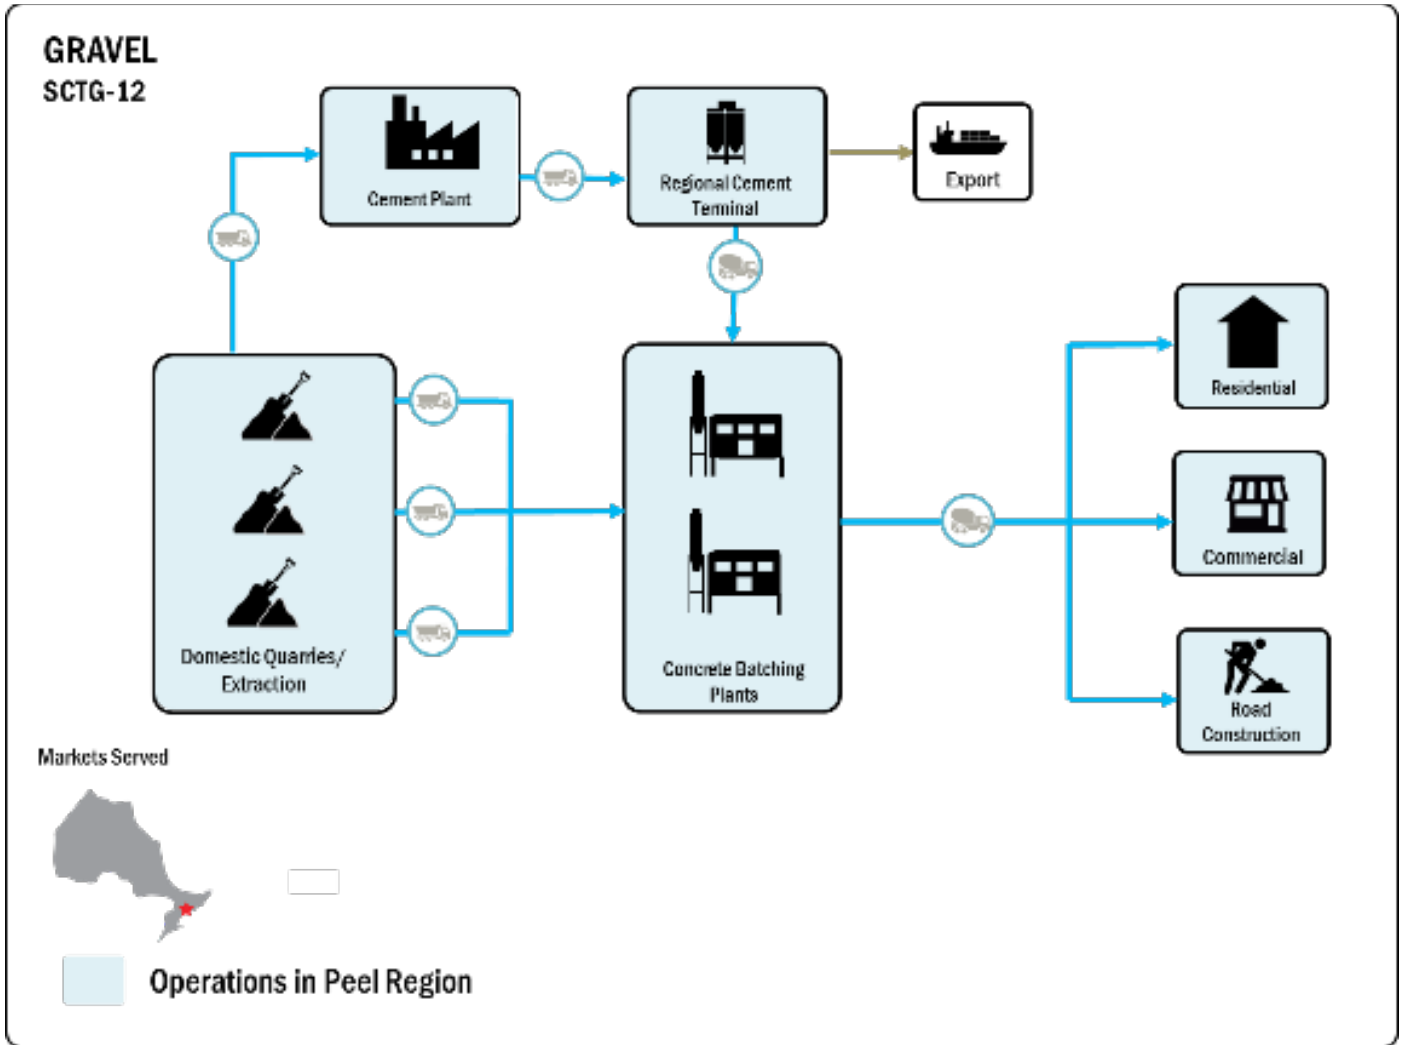 GRAVEL
SCTG-12
Cement Plant
Regional Cement
Terminal
Export
Domestic Quarries/
Extraction
Concrete Batching
Plants
Residential
Commercial
Road
Construction
Markets Served
Operations in Peel Region